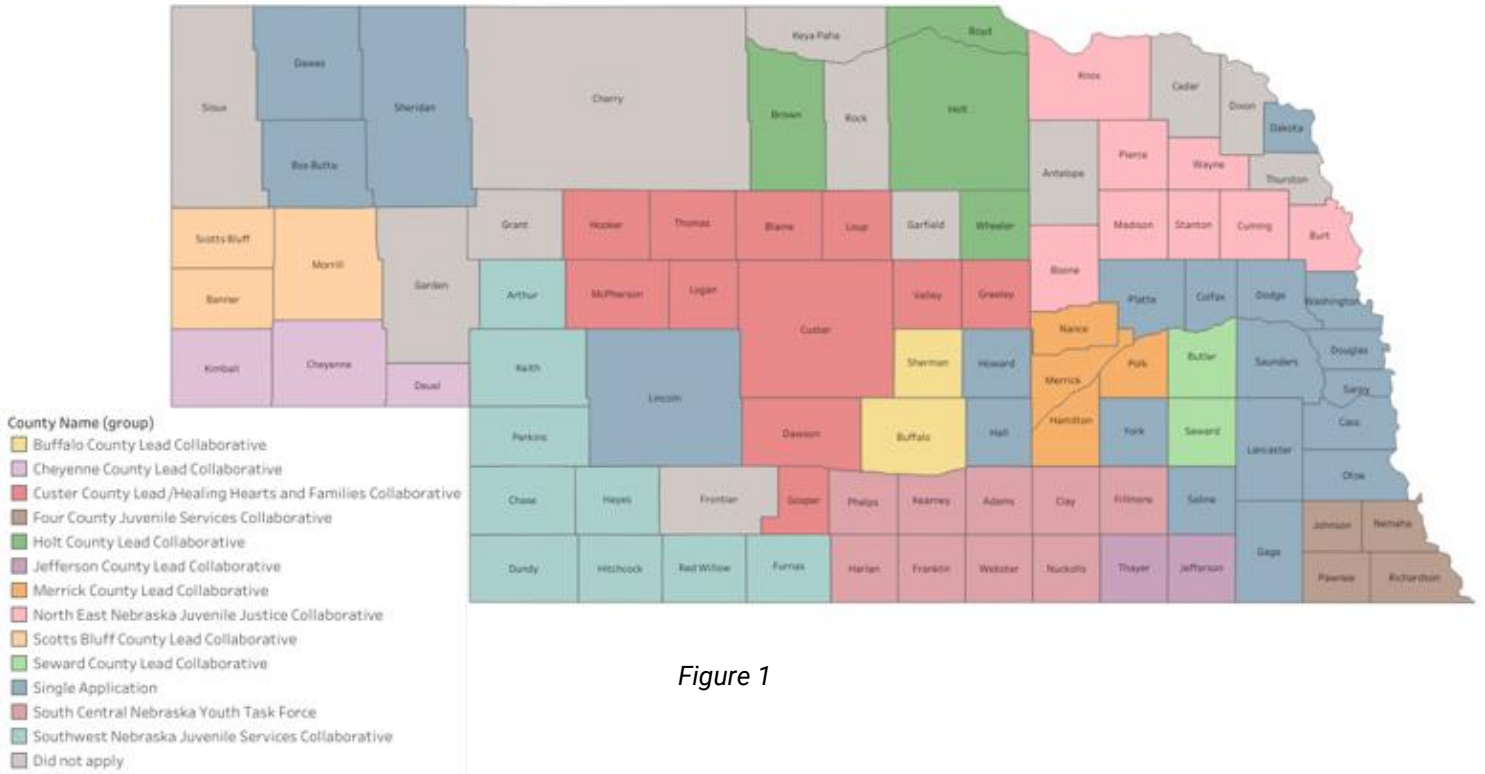 Keya Paha
Boyd
Dawes
Knox
Cedar
Sioux
Sheridan
Cherry
Brown
Rock
Holt
Dixon
Dakota
Box Butte
Antelope
Pierce
Wayne
Thurston
Scotts Bluff
Morrill
Grant
Hooker
Thomas
Blaine
Loup
Garfield
Wheeler
Madison
Stanton
Cuming
Burt
Banner
Garden
Arthur
McPherson
Logan
Custer
Valley
Greeley
Boone
Platte
Colfax
Dodge
Washington
Kimball
Cheyenne
Deuel
Keith
Lincoln
Sherman
Howard
Nance
Merrick
Polk
Butler
Saunders
Douglas
Sarpy
Perkins
Dawson
Buffalo
Hall
Hamilton
York
Seward
Lancaster
Cass
Otoe
Chase
Hayes
Frontier
Gosper
Phelps
Kearney
Adams
Clay
Fillmore
Saline
Gage
Johnson
Nemaha
Dundy
Hitchcock
Red Willow
Furnas
Harlan
Franklin
Webster
Nuckolls
Thayer
Jefferson
Pawnee
Richardson
County Name (group)
Buffalo County Lead Collaborative
Cheyenne County Lead Collaborative
Custer County Lead /Healing Hearts and Families Collaborative
Four County Juvenile Services Collaborative
Holt County Lead Collaborative
Jefferson County Lead Collaborative
Merrick County Lead Collaborative
North East Nebraska Juvenile Justice Collaborative
Scotts Bluff County Lead Collaborative
Seward County Lead Collaborative
Single Application
South Central Nebraska Youth Task Force
Southwest Nebraska Juvenile Services Collaborative
Did not apply
Figure 1